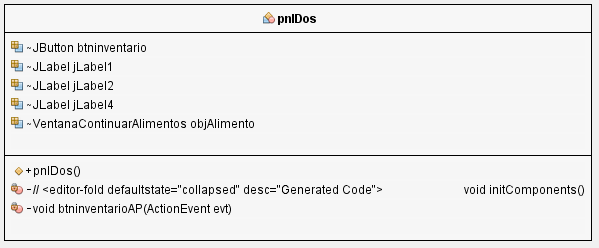 pnlDos
~JButton btninventario
~JLabel jLabel1
~JLabel jLabel2
~JLabel jLabel4
~VentanaContinuarAlimentos objAlimento
+pnlDos()
-// <editor-fold defaultstate="collapsed" desc="Generated Code"> void initComponents()
-void btninventarioAP(ActionEvent evt)